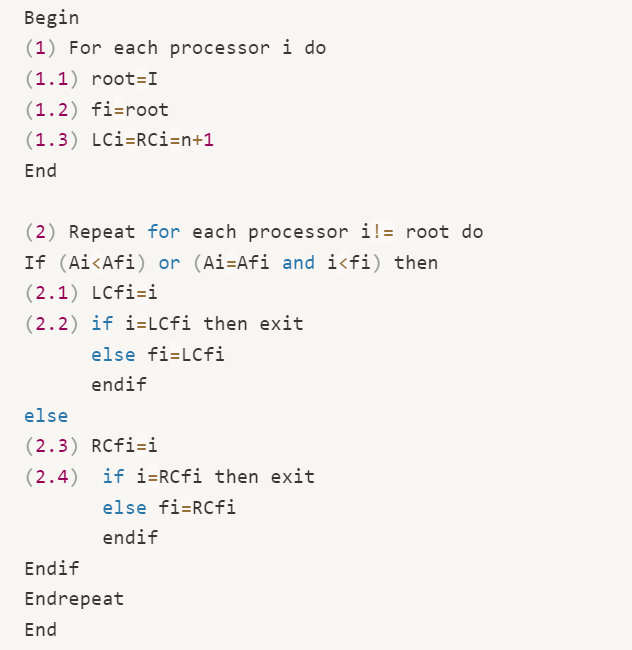 Begin
(1) For each processor i do
(1.1) root=I
(1.2) fi=root
(1.3) LCi=RCi=n+1
End

(2) Repeat for each processor i!= root do
If (Ai<Afi) or (Ai=Afi and i<fi) then
(2.1) LCfi=i
(2.2) if i=LCfi then exit
      else fi=LCfi
      endif
else
(2.3) RCfi=i
(2.4)  if i=RCfi then exit
       else fi=RCfi
       endif
Endif
Endrepeat
End